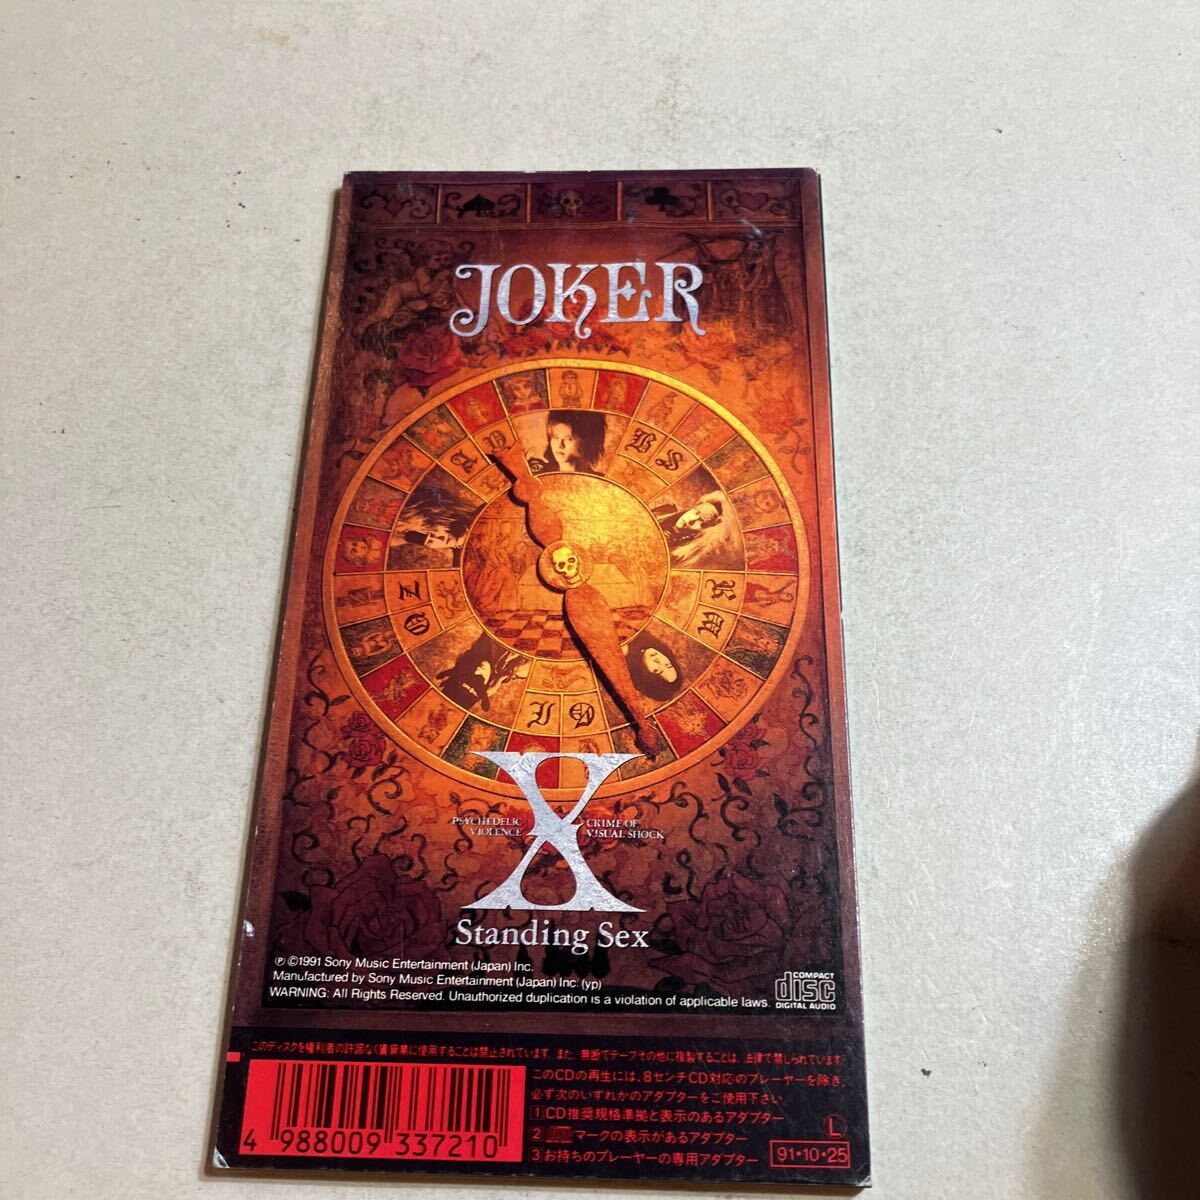 JOKER
BS
KM
GI
OZ
X
PSYCHEDELIC
VIOLENCE
CRIME OF
VISUAL SHOCK
Standing Sex
℗ ©1991 Sony Music Entertainment (Japan) Inc.
Manufactured by Sony Music Entertainment (Japan) Inc. (yp)
WARNING: All Rights Reserved. Unauthorized duplication is a violation of applicable laws.
COMPACT
disc
DIGITAL AUDIO
このディスクを権利者の許諾なく賃貸業に使用することは禁止されています。また、無断でテープその他に複製することは、法律で禁じられています。
このCDの再生には、8センチCD対応のプレーヤーを除き、
必ず次のいずれかのアダプターをご使用下さい。
1 CD推奨規格準拠と表示のあるアダプター
2 マークの表示があるアダプター
3 お持ちのプレーヤーの専用アダプター
L
91・10・25
4 988009 337210